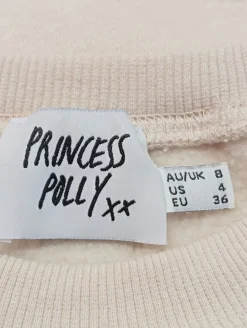 PRINCESS
POLLY xx
AU/UK 8
US 4
EU 36